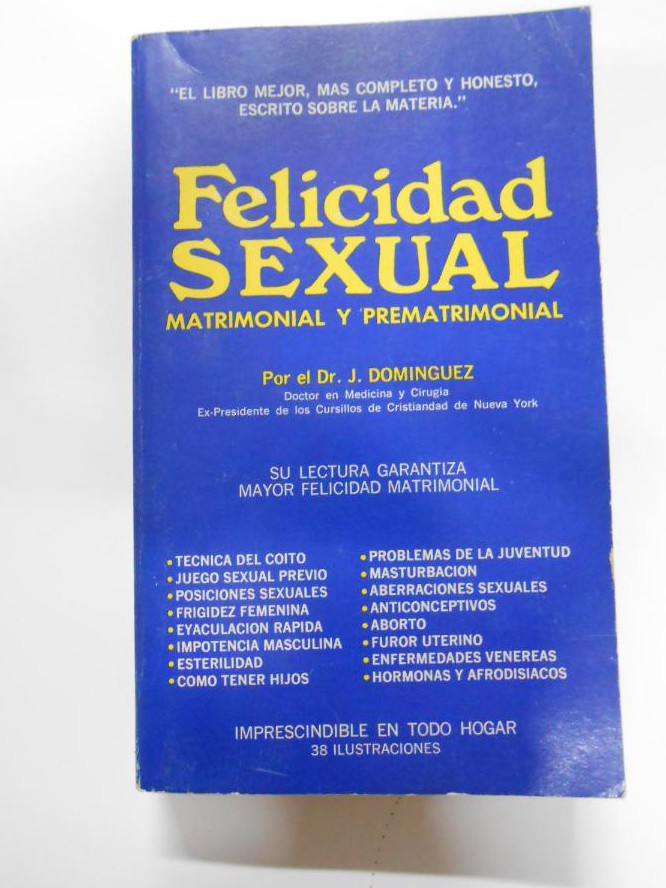 "EL LIBRO MEJOR, MAS COMPLETO Y HONESTO,
ESCRITO SOBRE LA MATERIA."
Felicidad
SEXUAL
MATRIMONIAL Y PREMATRIMONIAL
Por el Dr. J. DOMINGUEZ
Doctor en Medicina y Cirugia
Ex-Presidente de los Cursillos de Cristiandad de Nueva York
SU LECTURA GARANTIZA
MAYOR FELICIDAD MATRIMONIAL
• TECNICA DEL COITO
• JUEGO SEXUAL PREVIO
• POSICIONES SEXUALES
• FRIGIDEZ FEMENINA
• EYACULACION RAPIDA
• IMPOTENCIA MASCULINA
• ESTERILIDAD
• COMO TENER HIJOS
• PROBLEMAS DE LA JUVENTUD
• MASTURBACION
• ABERRACIONES SEXUALES
• ANTICONCEPTIVOS
• ABORTO
• FUROR UTERINO
• ENFERMEDADES VENEREAS
• HORMONAS Y AFRODISIACOS
IMPRESCINDIBLE EN TODO HOGAR
38 ILUSTRACIONES